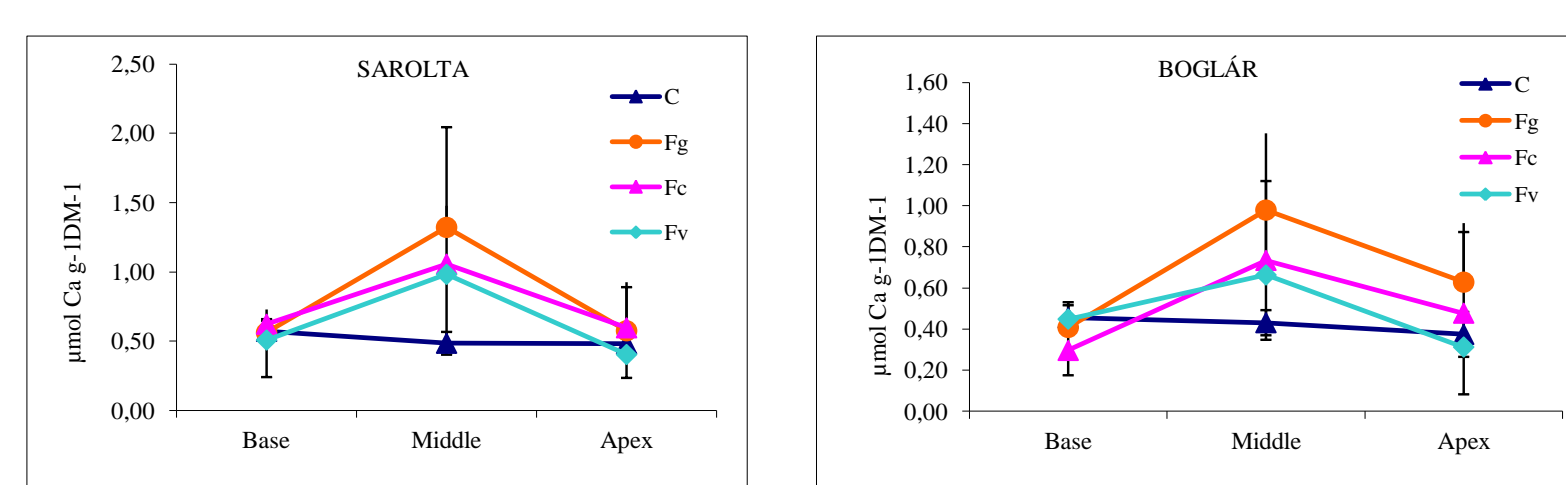 SAROLTA
µmol Ca g-1DM-1
2,50
2,00
1,50
1,00
0,50
0,00
Base Middle Apex
C
Fg
Fc
Fv
BOGLÁR
µmol Ca g-1DM-1
1,60
1,40
1,20
1,00
0,80
0,60
0,40
0,20
0,00
Base Middle Apex
C
Fg
Fc
Fv